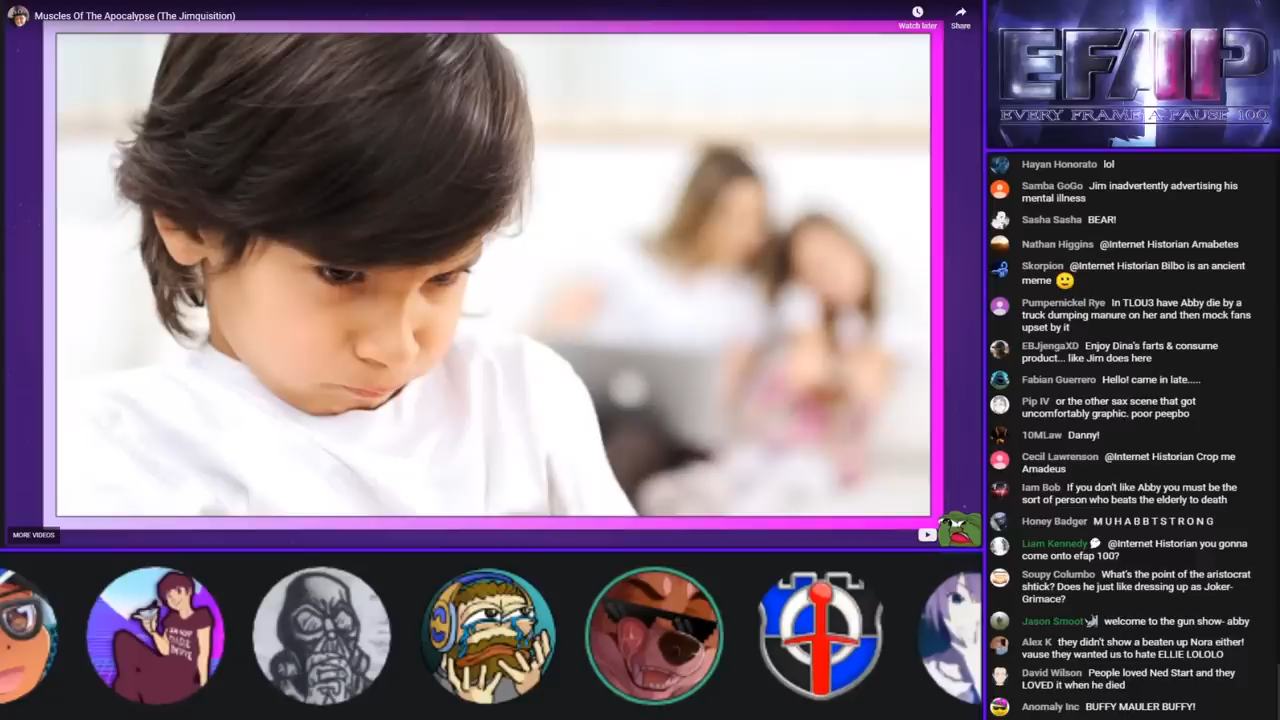 Muscles Of The Apocalypse (The Jimquisition)
Watch later
Share
MORE VIDEOS
EFAP
EVERY FRAME A PAUSE 100
Hayan Honorato lol
Samba GoGo Jim inadvertently advertising his
mental illness
Sasha Sasha BEAR!
Nathan Higgins @Internet Historian Amabetes
Skorpion @Internet Historian Bilbo is an ancient
meme
Pumpernickel Rye In TLOU3 have Abby die by a
truck dumping manure on her and then mock fans
upset by it
EBJjengaXD Enjoy Dina's farts & consume
product... like Jim does here
Fabian Guerrero Hello! came in late.....
Pip IV or the other sax scene that got
uncomfortably graphic. poor peepbo
10MLaw Danny!
Cecil Lawrenson @Internet Historian Crop me
Amadeus
Iam Bob If you don't like Abby you must be the
sort of person who beats the elderly to death
Honey Badger M U H A B B T S T R O N G
Liam Kennedy @Internet Historian you gonna
come onto efap 100?
Soupy Columbo What's the point of the aristocrat
shtick? Does he just like dressing up as Joker-
Grimace?
Jason Smoot welcome to the gun show- abby
Alex K they didn't show a beaten up Nora either!
vause they wanted us to hate ELLIE LOLOLO
David Wilson People loved Ned Start and they
LOVED it when he died
Anomaly Inc BUFFY MAULER BUFFY!